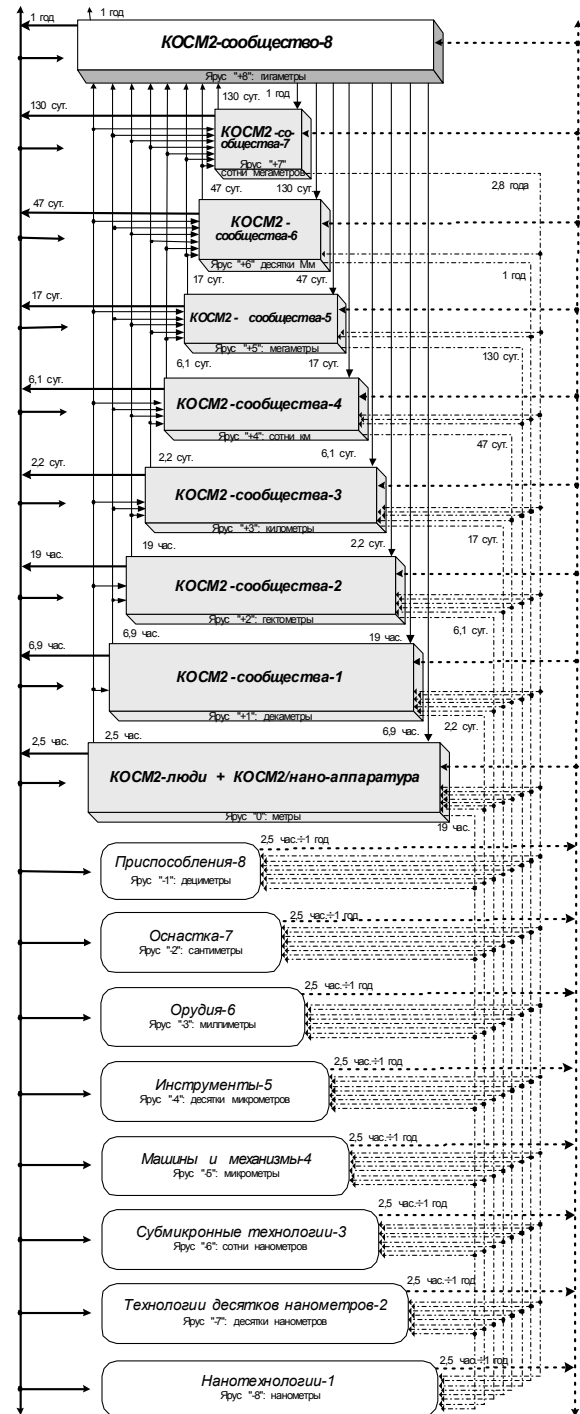 1 год 1 год
КОСМ2-сообщество-8
Ярус "+8": гигаметры
130 сут. 130 сут. 1 год
КОСМ2 -со-
общества-7
Ярус "+7"
сотни мегаметров
47 сут. 130 сут. 2,8 года
47 сут.
КОСМ2 -
сообщества-6
Ярус "+6" десятки Мм
17 сут. 47 сут. 1 год
17 сут.
КОСМ2 - сообщества-5
Ярус "+5": мегаметры
6,1 сут. 17 сут. 130 сут.
6,1 сут.
КОСМ2 -сообщества-4
Ярус "+4": сотни км
2,2 сут. 6,1 сут. 47 сут.
2,2 сут.
КОСМ2 -сообщества-3
Ярус "+3": километры
19 час. 2,2 сут. 17 сут.
19 час.
КОСМ2 -сообщества-2
Ярус "+2": гектометры
6,9 час. 19 час. 6,1 сут.
6,9 час.
КОСМ2 -сообщества-1
Ярус "+1": декаметры
2,5 час. 2,5 час. 6,9 час. 2,2 сут.
КОСМ2-люди + КОСМ2/нано-аппаратура
Ярус "0": метры
19 час.
2,5 час.÷1 год
Приспособления-8
Ярус "-1": дециметры
2,5 час.÷1 год
Оснастка-7
Ярус "-2": сантиметры
2,5 час.÷1 год
Орудия-6
Ярус "-3": миллиметры
2,5 час.÷1 год
Инструменты-5
Ярус "-4": десятки микрометров
2,5 час.÷1 год
Машины и механизмы-4
Ярус "-5": микрометры
2,5 час.÷1 год
Субмикронные технологии-3
Ярус "-6": сотни нанометров
2,5 час.÷1 год
Технологии десятков нанометров-2
Ярус "-7": десятки нанометров
2,5 час.÷1 год
Нанотехнологии-1
Ярус "-8": нанометры